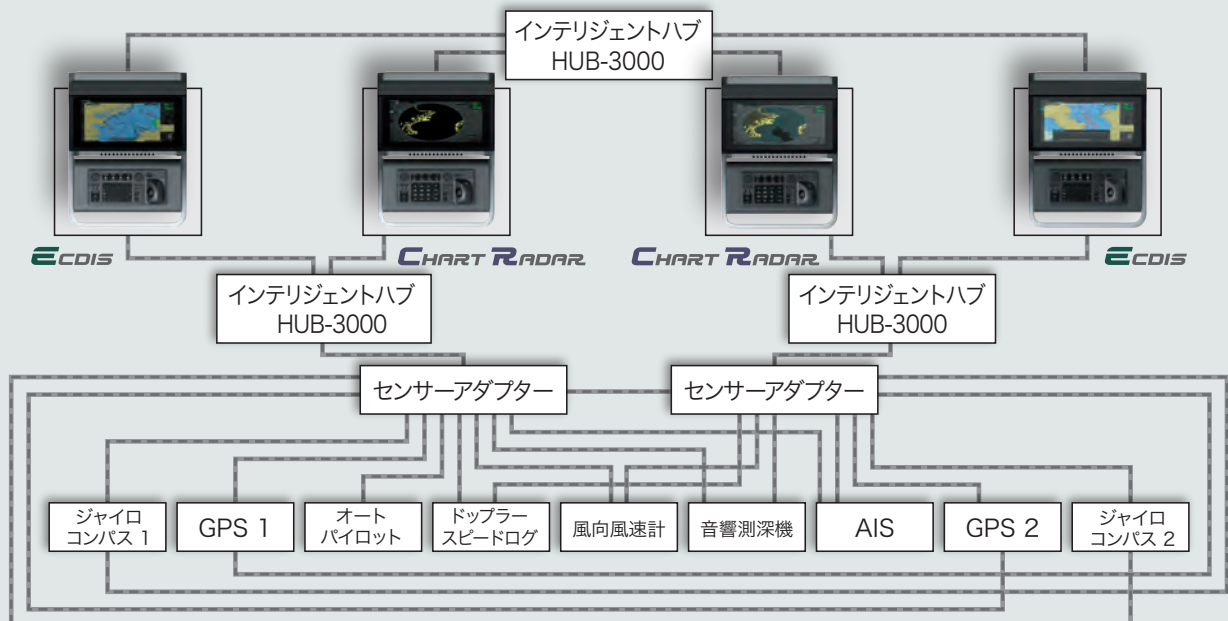 インテリジェントハブ
HUB-3000
ECDIS
CHART RADAR
CHART RADAR
ECDIS
インテリジェントハブ
HUB-3000
インテリジェントハブ
HUB-3000
センサーアダプター
センサーアダプター
ジャイロ
コンパス 1
GPS 1
オート
パイロット
ドップラー
スピードログ
風向風速計
音響測深機
AIS
GPS 2
ジャイロ
コンパス 2